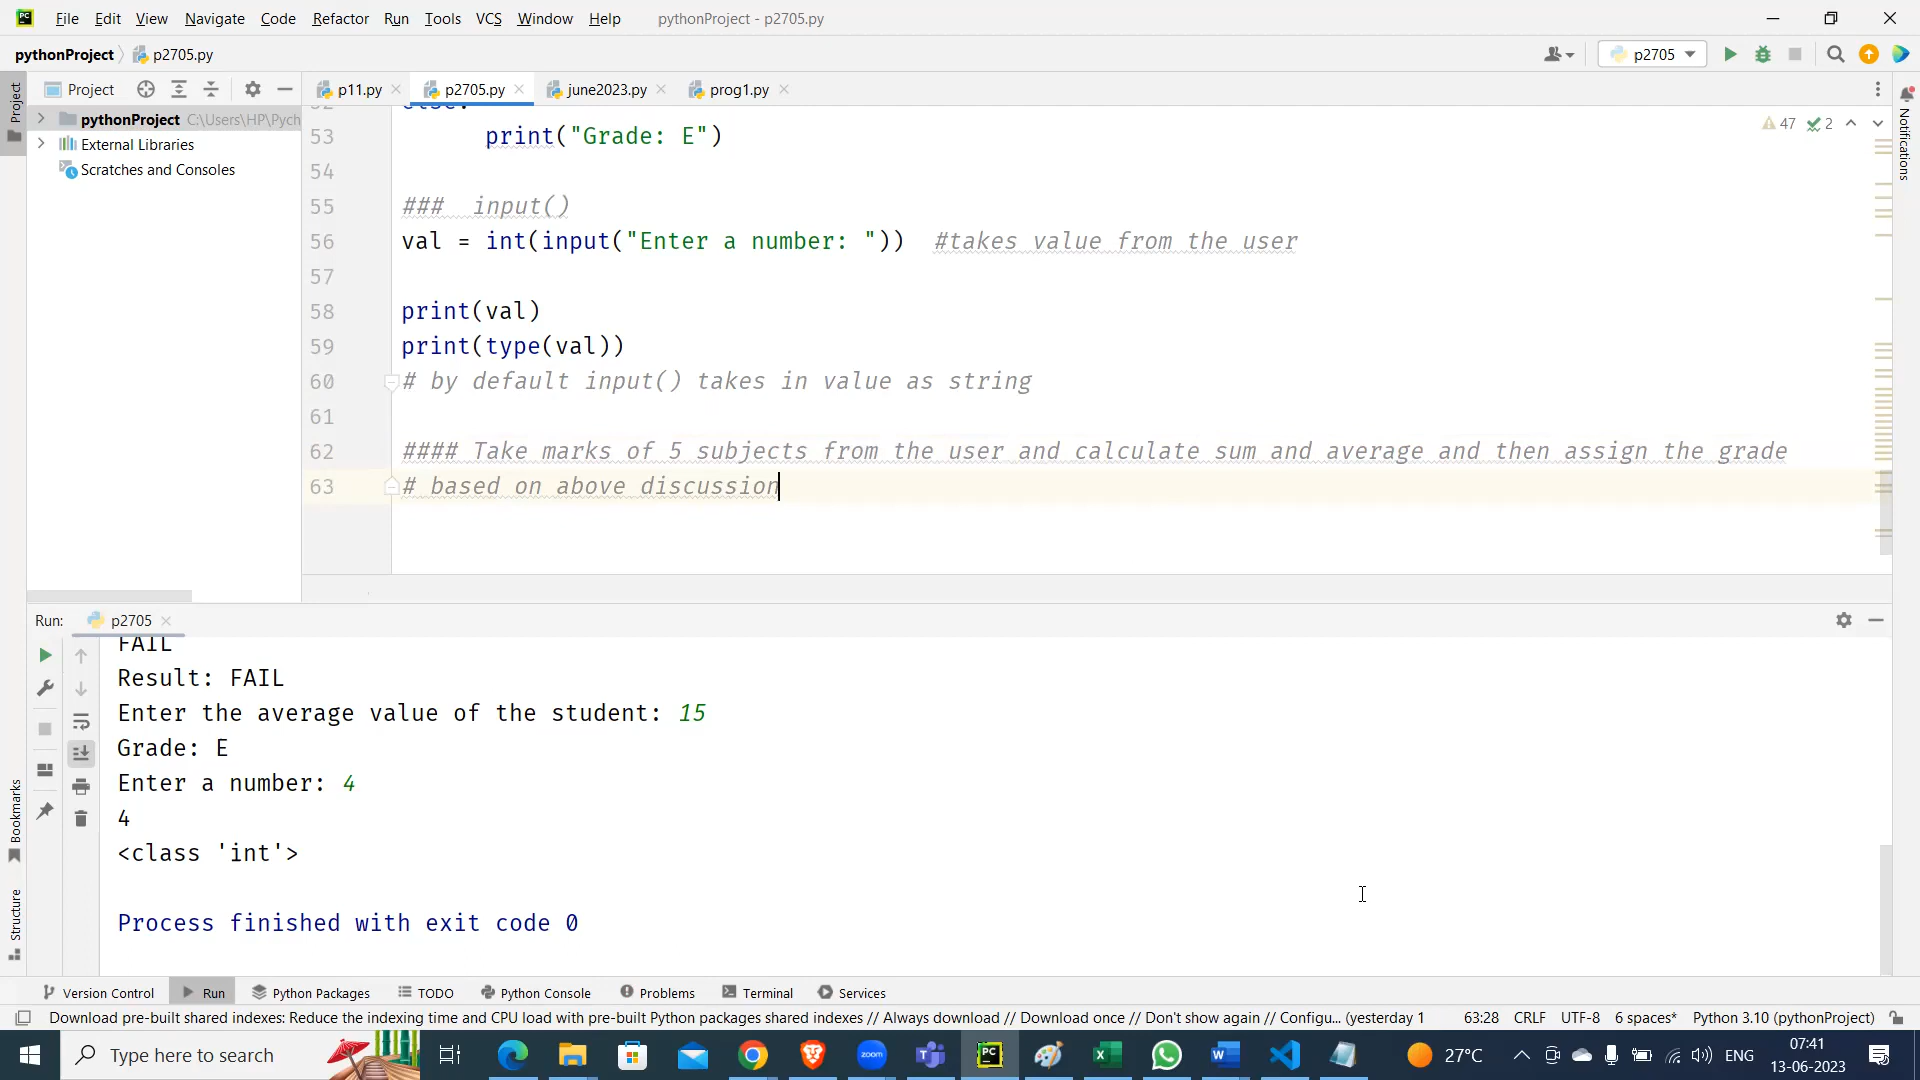 File Edit View Navigate Code Refactor Run Tools VCS Window Help pythonProject - p2705.py
pythonProject p2705.py
p2705
Project
p11.py p2705.py june2023.py prog1.py
pythonProject C:\Users\HP\Pych
External Libraries
Scratches and Consoles
Project
Notifications
47 2
53 print("Grade: E")
54
55 ###  input()
56 val = int(input("Enter a number: "))  #takes value from the user
57
58 print(val)
59 print(type(val))
60 # by default input() takes in value as string
61
62 #### Take marks of 5 subjects from the user and calculate sum and average and then assign the grade
63 # based on above discussion
Run: p2705
FAIL
Result: FAIL
Enter the average value of the student: 15
Grade: E
Enter a number: 4
4
<class 'int'>
Process finished with exit code 0
Bookmarks
Structure
Version Control Run Python Packages TODO Python Console Problems Terminal Services
Download pre-built shared indexes: Reduce the indexing time and CPU load with pre-built Python packages shared indexes // Always download // Download once // Don't show again // Configu... (yesterday 1 63:28 CRLF UTF-8 6 spaces* Python 3.10 (pythonProject)
Type here to search
zoom
27°C
ENG
07:41
13-06-2023